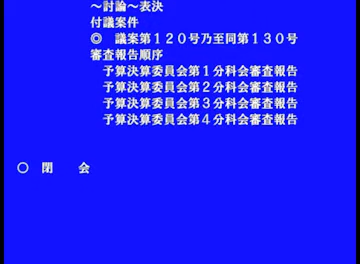 ～討論～表決
付議案件
◎　議案第１２０号乃至同第１３０号
審査報告順序
予算決算委員会第１分科会審査報告
予算決算委員会第２分科会審査報告
予算決算委員会第３分科会審査報告
予算決算委員会第４分科会審査報告
○　閉　　会